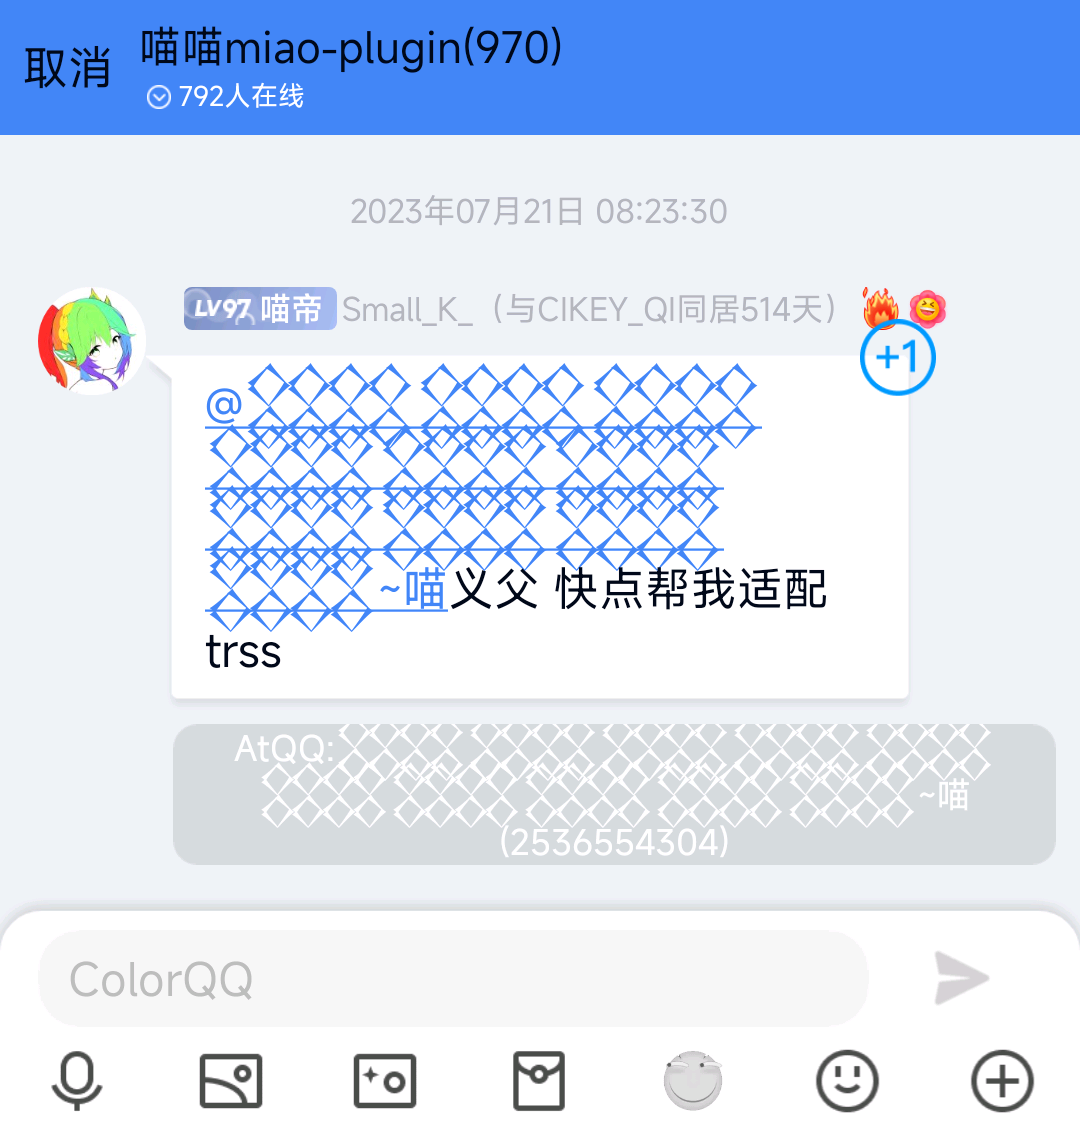 取消
喵喵miao-plugin(970)
792人在线
2023年07月21日 08:23:30
LV97 喵帝 Small_K_（与CIKEY_QI同居514天）
+1
@
~喵义父 快点帮我适配
trss
AtQQ:
~喵
(2536554304)
ColorQQ